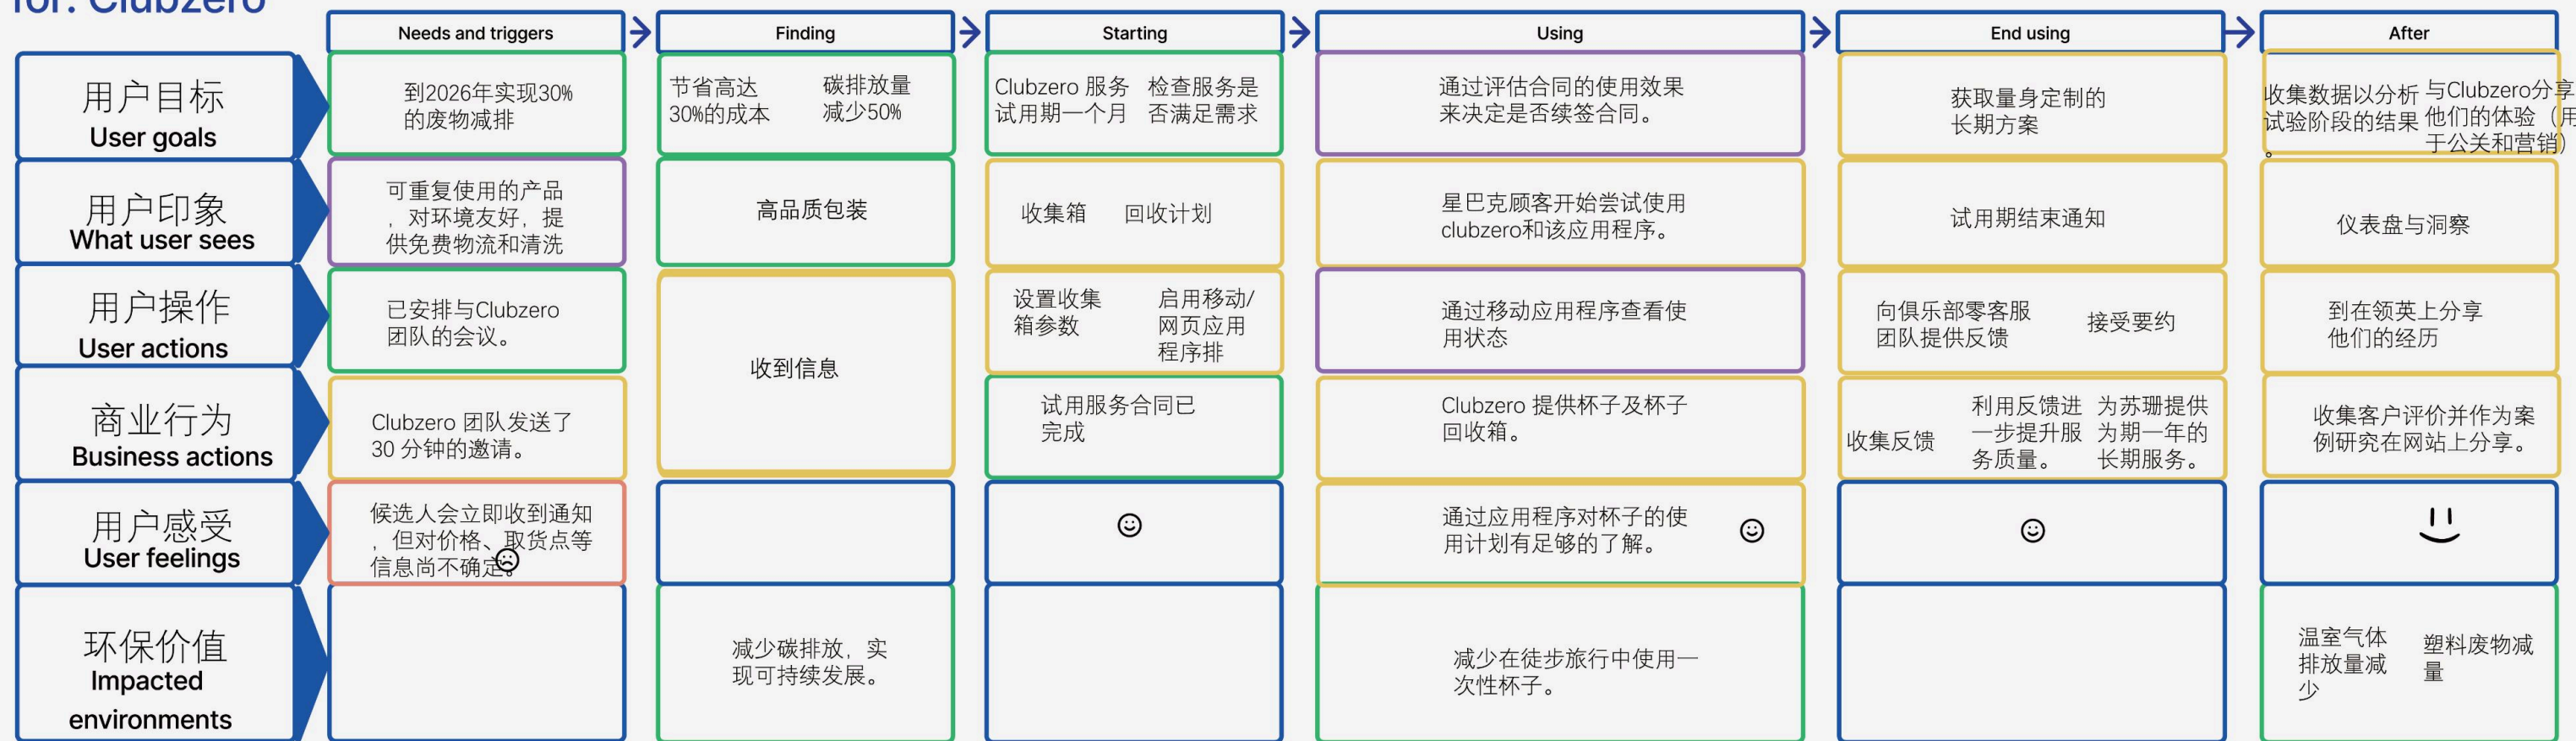 for: Clubzero
Needs and triggers
Finding
Starting
Using
End using
After
用户目标
User goals
到2026年实现30%
的废物减排
节省高达
30%的成本
碳排放量
减少50%
Clubzero 服务
试用期一个月
检查服务是
否满足需求
通过评估合同的使用效果
来决定是否续签合同。
获取量身定制的
长期方案
收集数据以分析
试验阶段的结果
。
与Clubzero分享
他们的体验（用
于公关和营销）
用户印象
What user sees
可重复使用的产品
，对环境友好，提
供免费物流和清洗
高品质包装
收集箱
回收计划
星巴克顾客开始尝试使用
clubzero和该应用程序。
试用期结束通知
仪表盘与洞察
用户操作
User actions
已安排与Clubzero
团队的会议。
收到信息
设置收集
箱参数
启用移动/
网页应用
程序排
通过移动应用程序查看使
用状态
向俱乐部零客服
团队提供反馈
接受要约
到在领英上分享
他们的经历
商业行为
Business actions
Clubzero 团队发送了
30 分钟的邀请。
试用服务合同已
完成
Clubzero 提供杯子及杯子
回收箱。
收集反馈
利用反馈进
一步提升服
务质量。
为苏珊提供
为期一年的
长期服务。
收集客户评价并作为案
例研究在网站上分享。
用户感受
User feelings
候选人会立即收到通知
，但对价格、取货点等
信息尚不确定。
通过应用程序对杯子的使
用计划有足够的了解。
环保价值
Impacted
environments
减少碳排放，实
现可持续发展。
减少在徒步旅行中使用一
次性杯子。
温室气体
排放量减
少
塑料废物减
量